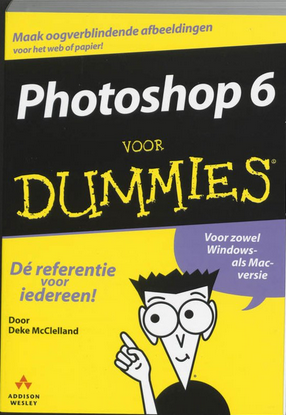 Maak oogverblindende afbeeldingen
voor het web of papier!
Photoshop 6
VOOR
DUMMIES®
Voor zowel
Windows-
als Mac-
versie
Dé referentie
voor
iedereen!
Door
Deke McClelland
ADDISON
WESLEY